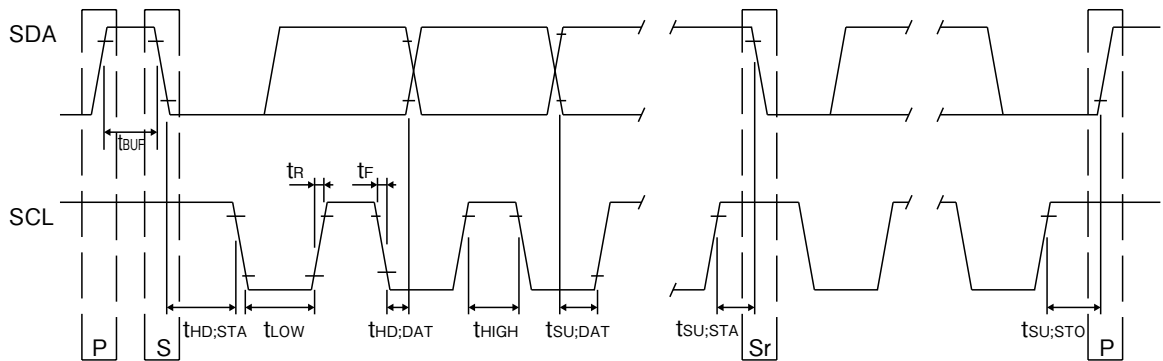 SDA
tBUF
tR
tF
SCL
tHD;STA
tLOW
tHD;DAT
tHIGH
tSU;DAT
tSU;STA
tSU;STO
P
S
Sr
P